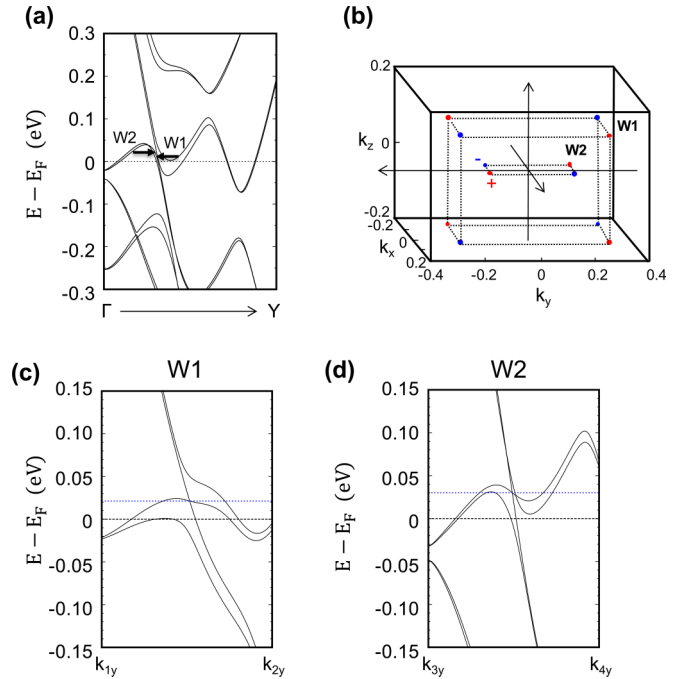 (a)
0.3
0.2
0.1
0
-0.1
-0.2
-0.3
E − E_F (eV)
W2
W1
Γ
Y
(b)
0.2
k_z
0
-0.2
-0.2
k_x
0
0.2
-0.4
-0.2
0
0.2
0.4
k_y
W1
W2
-
+
(c)
W1
0.15
0.10
0.05
0
-0.05
-0.10
-0.15
E − E_F (eV)
k_1y
k_2y
(d)
W2
0.15
0.10
0.05
0
0.05
-0.10
-0.15
E − E_F (eV)
k_3y
k_4y